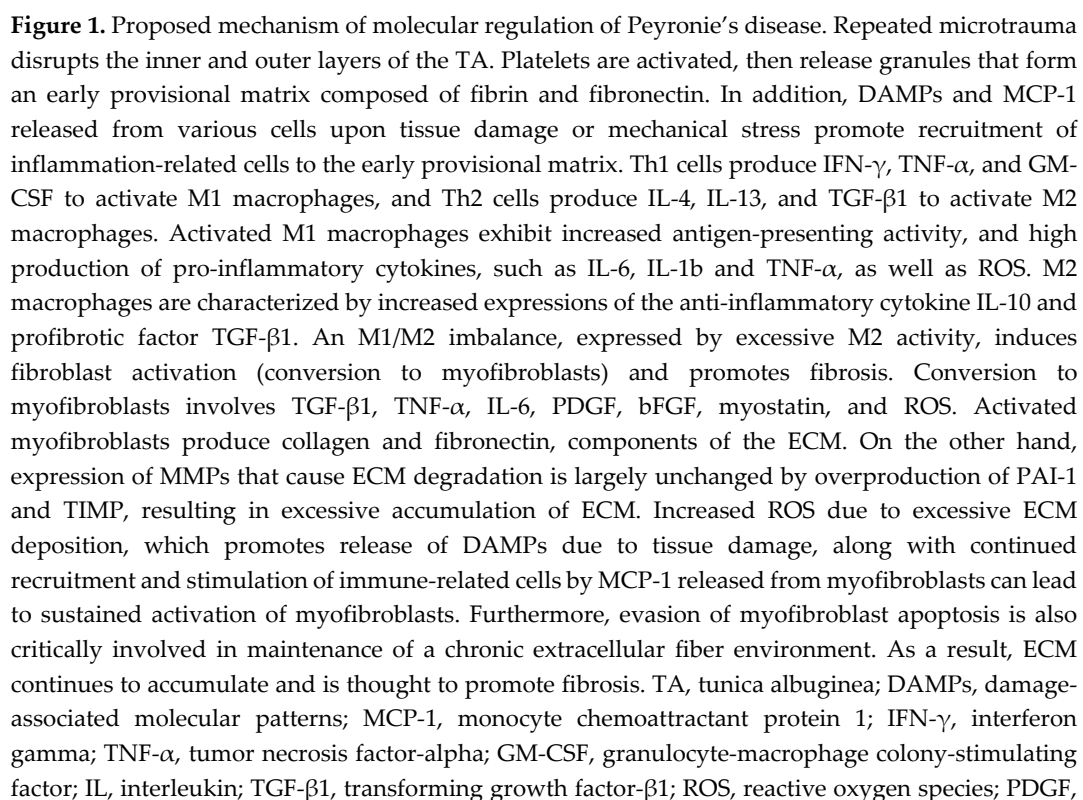 Figure 1. Proposed mechanism of molecular regulation of Peyronie’s disease. Repeated microtrauma
disrupts the inner and outer layers of the TA. Platelets are activated, then release granules that form
an early provisional matrix composed of fibrin and fibronectin. In addition, DAMPs and MCP-1
released from various cells upon tissue damage or mechanical stress promote recruitment of
inflammation-related cells to the early provisional matrix. Th1 cells produce IFN-γ, TNF-α, and GM-
CSF to activate M1 macrophages, and Th2 cells produce IL-4, IL-13, and TGF-β1 to activate M2
macrophages. Activated M1 macrophages exhibit increased antigen-presenting activity, and high
production of pro-inflammatory cytokines, such as IL-6, IL-1b and TNF-α, as well as ROS. M2
macrophages are characterized by increased expressions of the anti-inflammatory cytokine IL-10 and
profibrotic factor TGF-β1. An M1/M2 imbalance, expressed by excessive M2 activity, induces
fibroblast activation (conversion to myofibroblasts) and promotes fibrosis. Conversion to
myofibroblasts involves TGF-β1, TNF-α, IL-6, PDGF, bFGF, myostatin, and ROS. Activated
myofibroblasts produce collagen and fibronectin, components of the ECM. On the other hand,
expression of MMPs that cause ECM degradation is largely unchanged by overproduction of PAI-1
and TIMP, resulting in excessive accumulation of ECM. Increased ROS due to excessive ECM
deposition, which promotes release of DAMPs due to tissue damage, along with continued
recruitment and stimulation of immune-related cells by MCP-1 released from myofibroblasts can lead
to sustained activation of myofibroblasts. Furthermore, evasion of myofibroblast apoptosis is also
critically involved in maintenance of a chronic extracellular fiber environment. As a result, ECM
continues to accumulate and is thought to promote fibrosis. TA, tunica albuginea; DAMPs, damage-
associated molecular patterns; MCP-1, monocyte chemoattractant protein 1; IFN-γ, interferon
gamma; TNF-α, tumor necrosis factor-alpha; GM-CSF, granulocyte-macrophage colony-stimulating
factor; IL, interleukin; TGF-β1, transforming growth factor-β1; ROS, reactive oxygen species; PDGF,